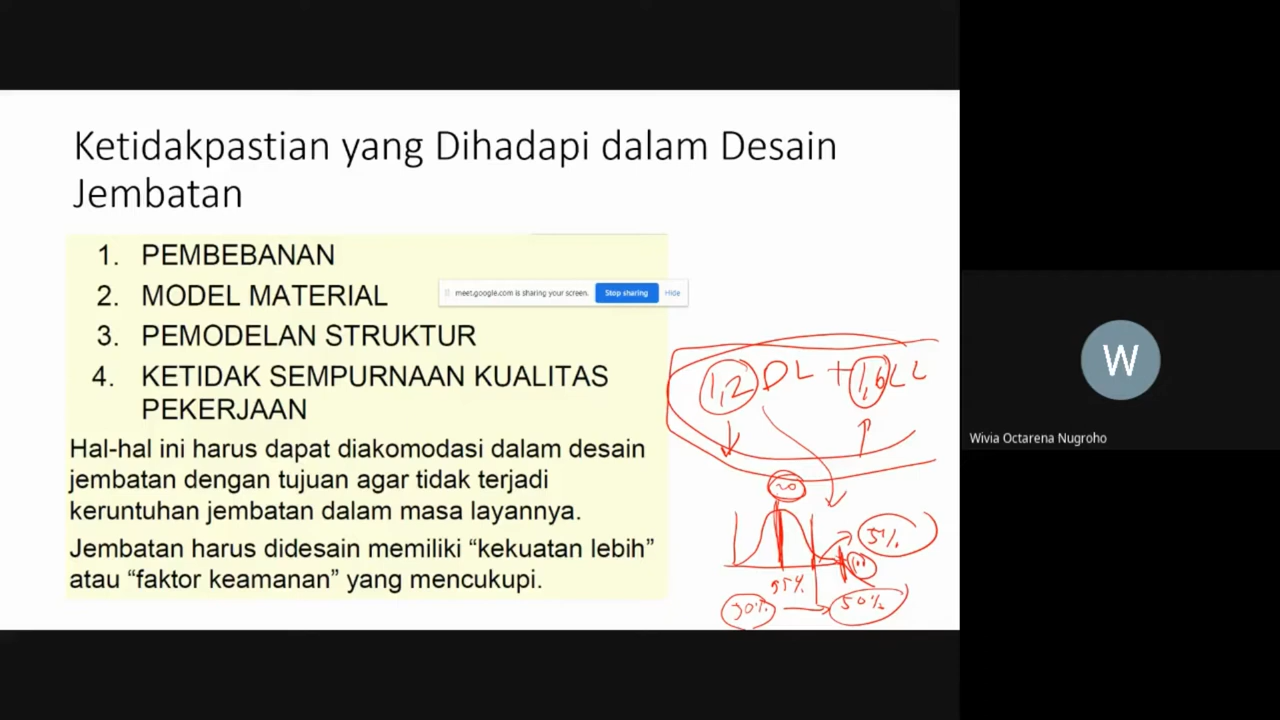 Ketidakpastian yang Dihadapi dalam Desain
Jembatan
1. PEMBEBANAN
2. MODEL MATERIAL
meet.google.com is sharing your screen. Stop sharing Hide
3. PEMODELAN STRUKTUR
4. KETIDAK SEMPURNAAN KUALITAS
PEKERJAAN
Hal-hal ini harus dapat diakomodasi dalam desain
jembatan dengan tujuan agar tidak terjadi
keruntuhan jembatan dalam masa layannya.
Jembatan harus didesain memiliki “kekuatan lebih”
atau “faktor keamanan” yang mencukupi.
1,2 DL + 1,6 LL
5%
95%
50%
W
Wivia Octarena Nugroho